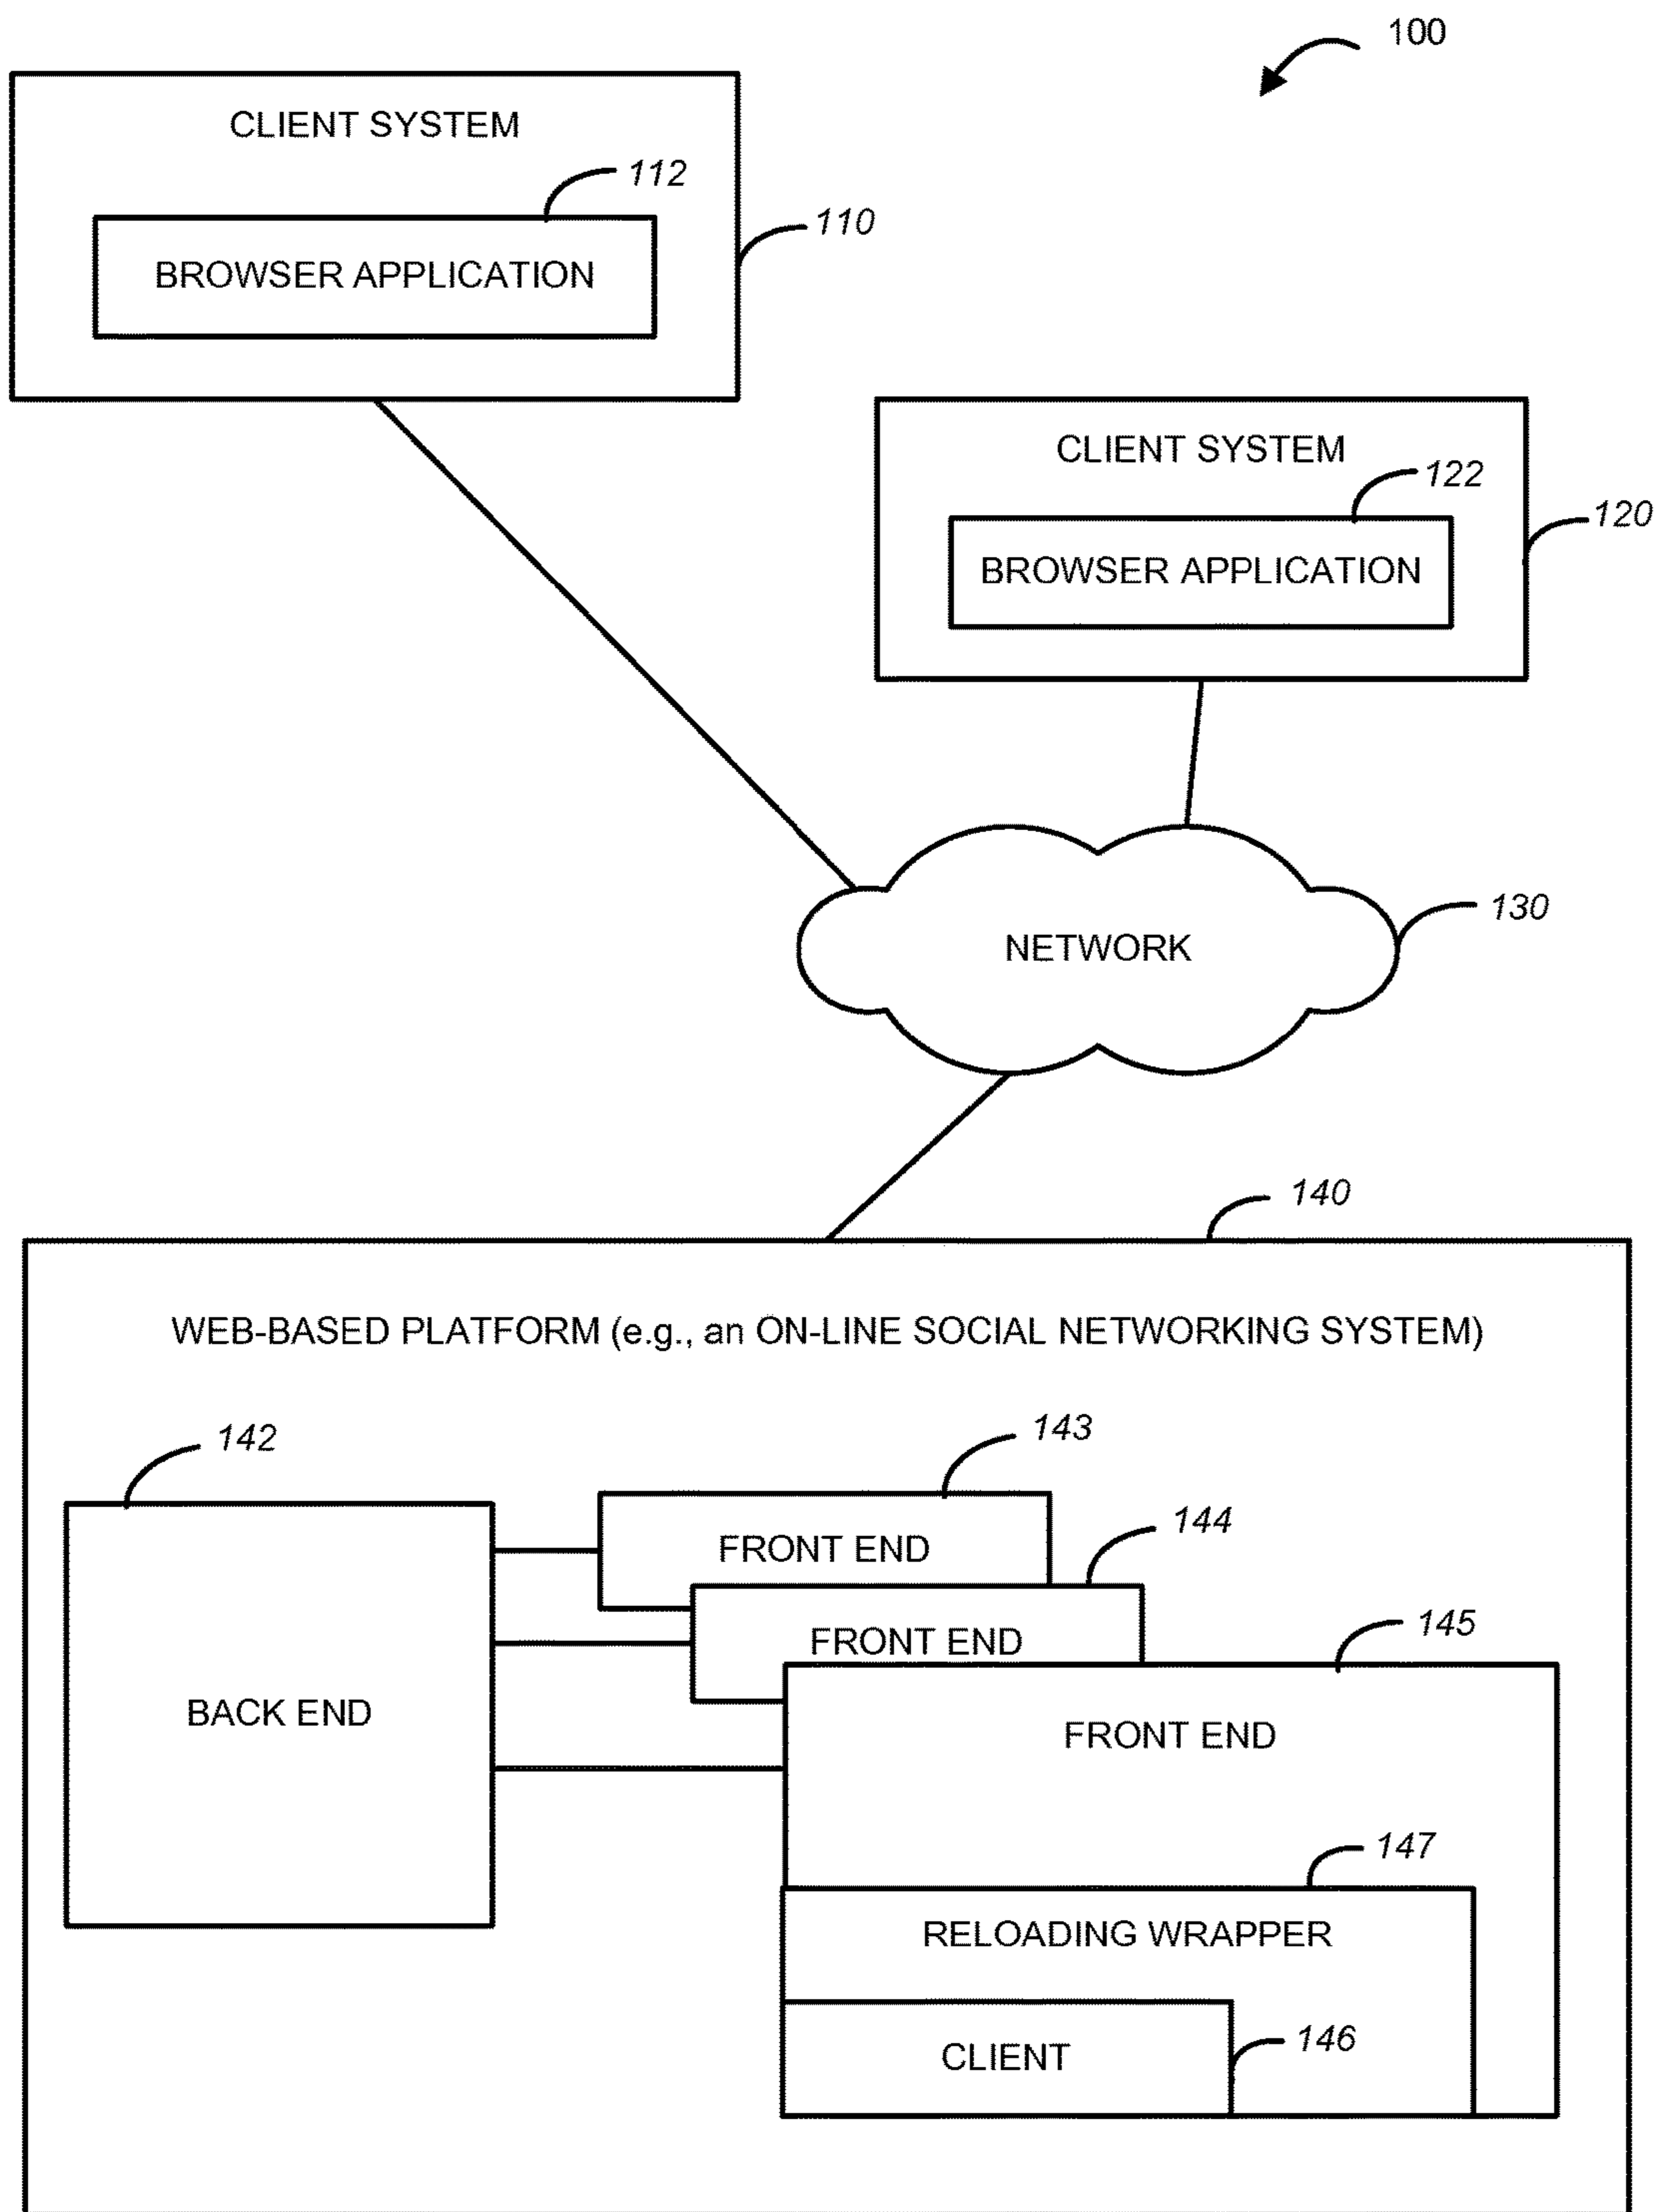 100
CLIENT SYSTEM
112
110
BROWSER APPLICATION
CLIENT SYSTEM
122
120
BROWSER APPLICATION
130
NETWORK
140
WEB-BASED PLATFORM (e.g., an ON-LINE SOCIAL NETWORKING SYSTEM)
142
143
FRONT END
144
FRONT END
145
BACK END
FRONT END
147
RELOADING WRAPPER
146
CLIENT